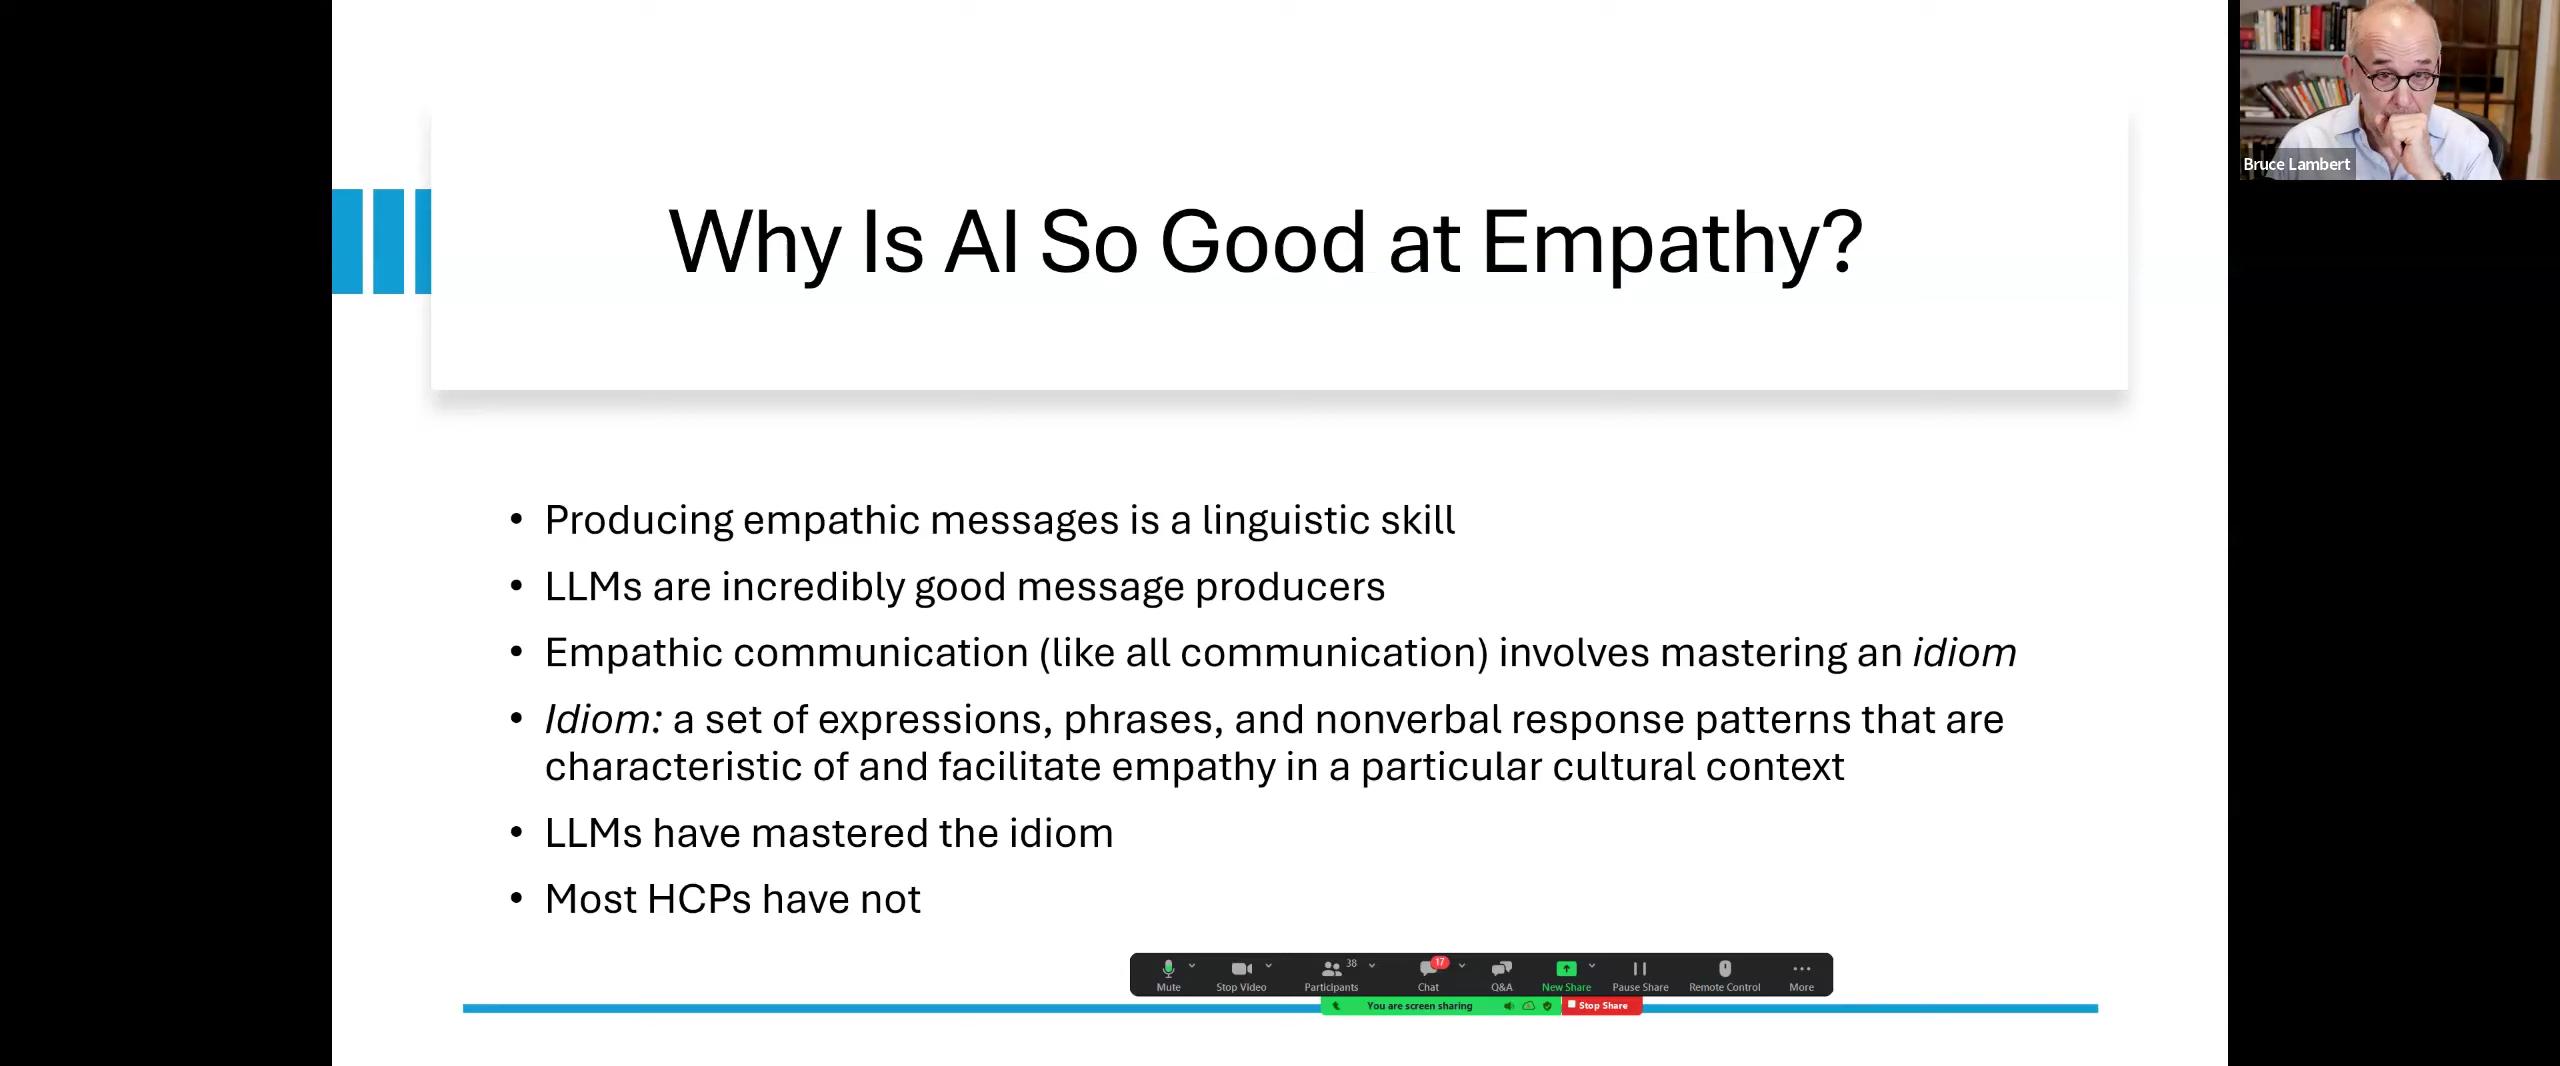 Why Is AI So Good at Empathy?
• Producing empathic messages is a linguistic skill
• LLMs are incredibly good message producers
• Empathic communication (like all communication) involves mastering an idiom
• Idiom: a set of expressions, phrases, and nonverbal response patterns that are
characteristic of and facilitate empathy in a particular cultural context
• LLMs have mastered the idiom
• Most HCPs have not
Bruce Lambert
38
17
Mute
Stop Video
Participants
Chat
Q&A
New Share
Pause Share
Remote Control
More
You are screen sharing
Stop Share